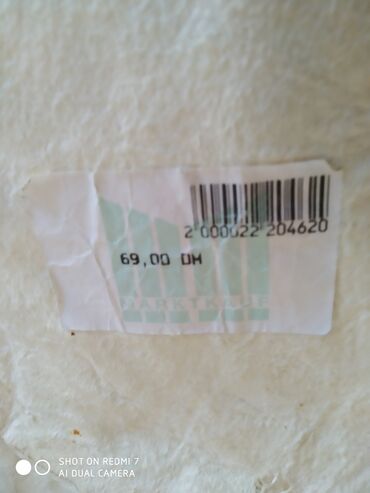 2 000022 204620
69,00 DM
MARKTKAUF
SHOT ON REDMI 7
AI DUAL CAMERA